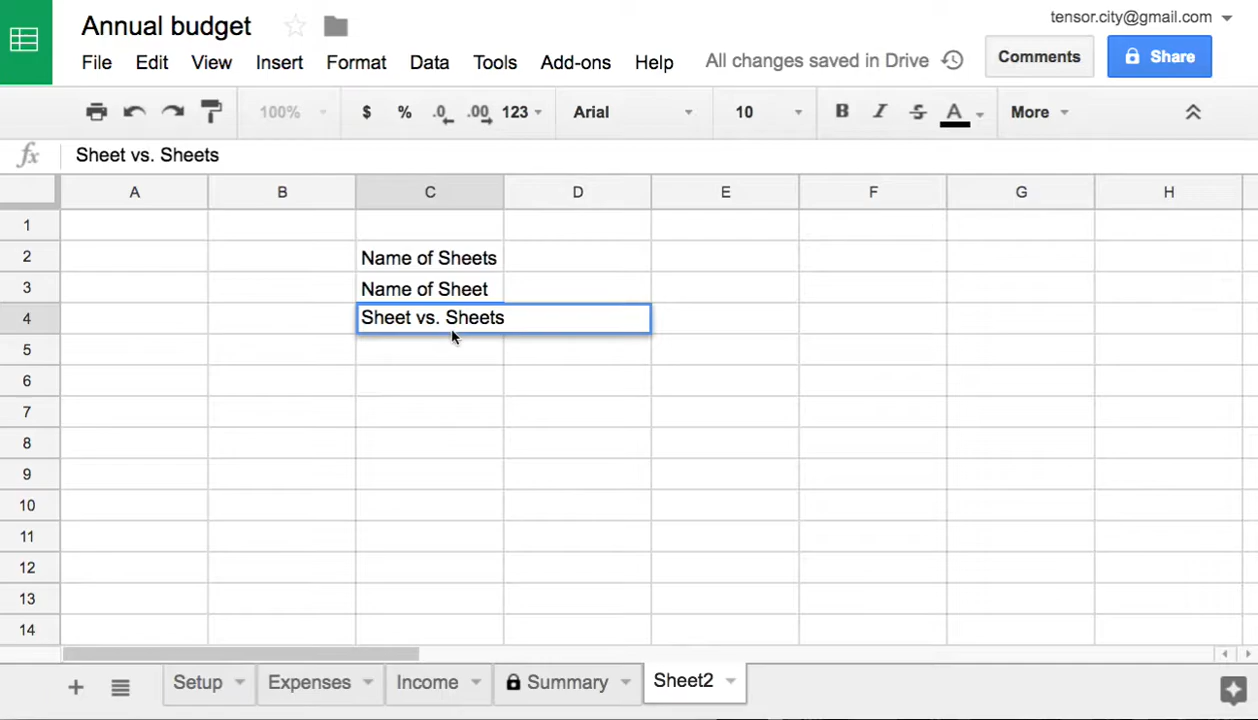 Annual budget
tensor.city@gmail.com
File Edit View Insert Format Data Tools Add-ons Help All changes saved in Drive Comments Share
100% $ % .0 .00 123 Arial 10 B I S A More
fx Sheet vs. Sheets
A B C D E F G H
1
2 Name of Sheets
3 Name of Sheet
4 Sheet vs. Sheets
5
6
7
8
9
10
11
12
13
14
+ Setup Expenses Income Summary Sheet2